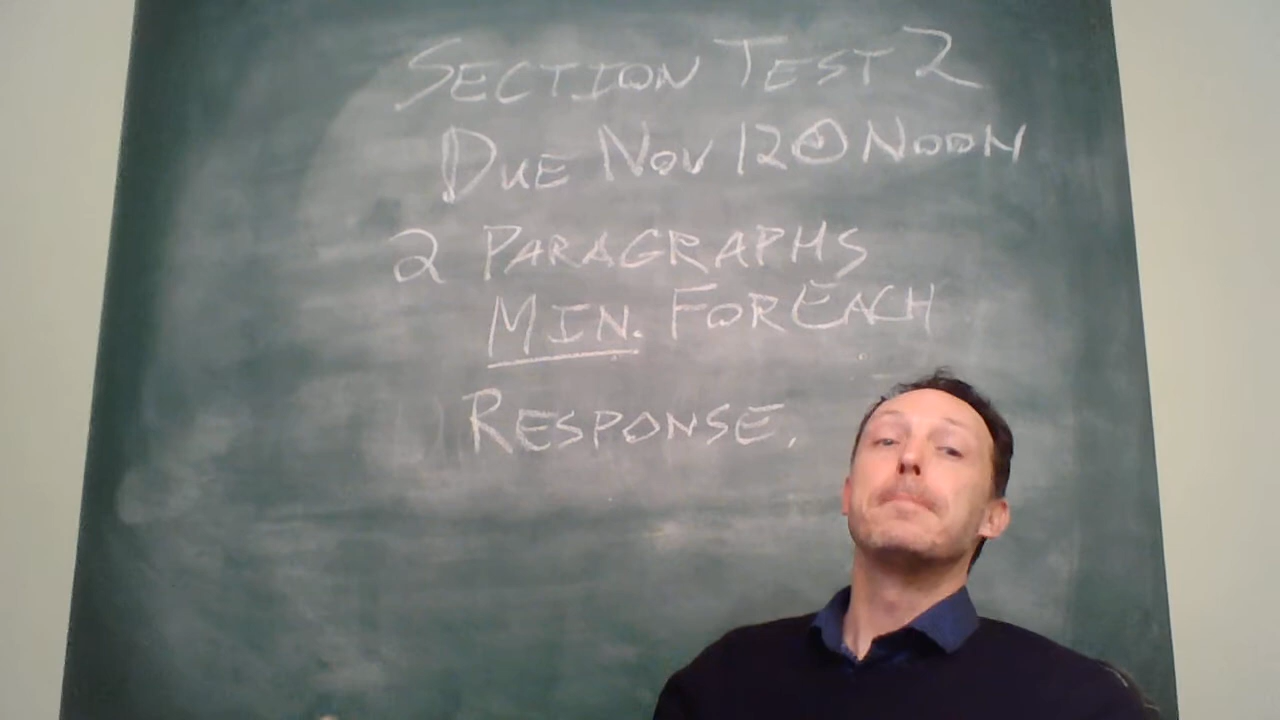 SECTION TEST 2
DUE NOV 12 @ NOON
2 PARAGRAPHS
MIN. FOR EACH
RESPONSE.